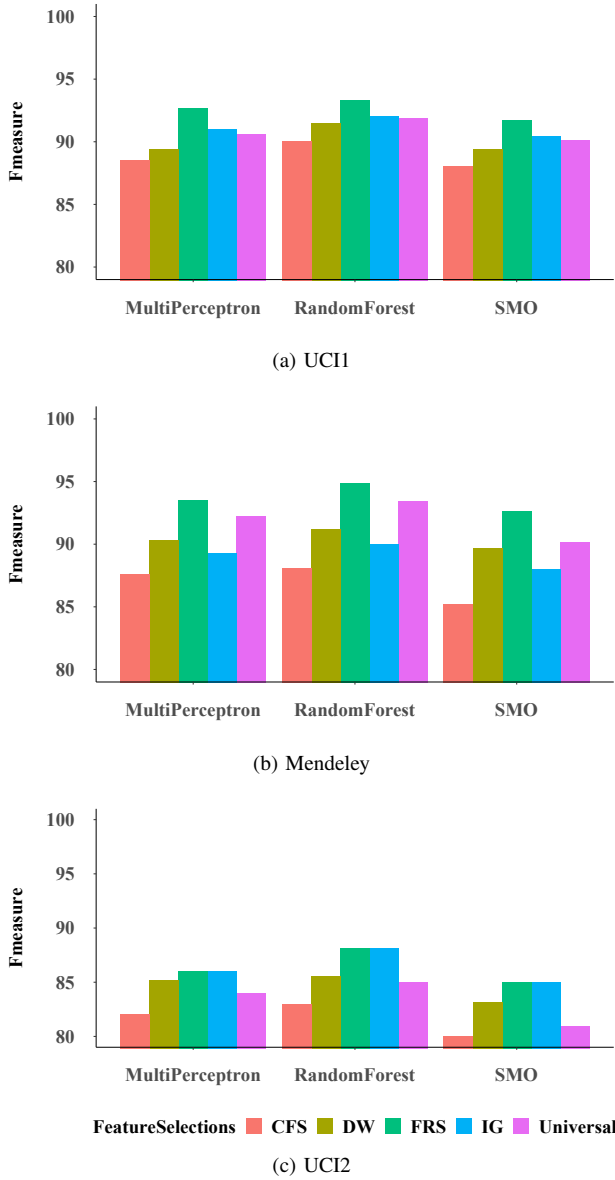 100
95
90
85
80
Fmeasure
MultiPerceptron RandomForest SMO
(a) UCI1
100
95
90
85
80
Fmeasure
MultiPerceptron RandomForest SMO
(b) Mendeley
100
95
90
85
80
Fmeasure
MultiPerceptron RandomForest SMO
FeatureSelections CFS DW FRS IG Universal
(c) UCI2